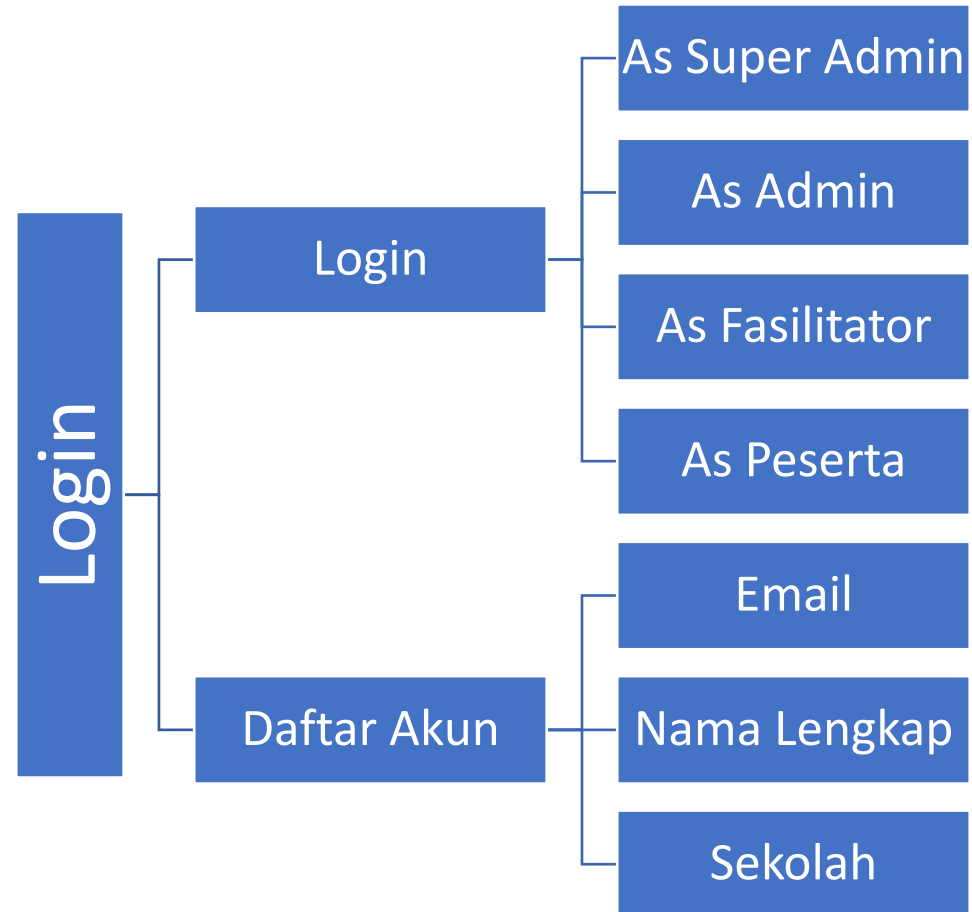 Login
Login
As Super Admin
As Admin
As Fasilitator
As Peserta
Daftar Akun
Email
Nama Lengkap
Sekolah